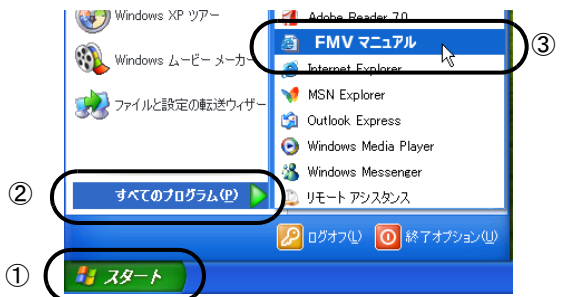 Windows XP ツアー
Windows ムービー メーカー
ファイルと設定の転送ウィザー
Adobe Reader 7.0
FMV マニュアル
③
Internet Explorer
MSN Explorer
Outlook Express
Windows Media Player
Windows Messenger
リモート アシスタンス
② すべてのプログラム(P)
ログオフ(L)
終了オプション(U)
① スタート